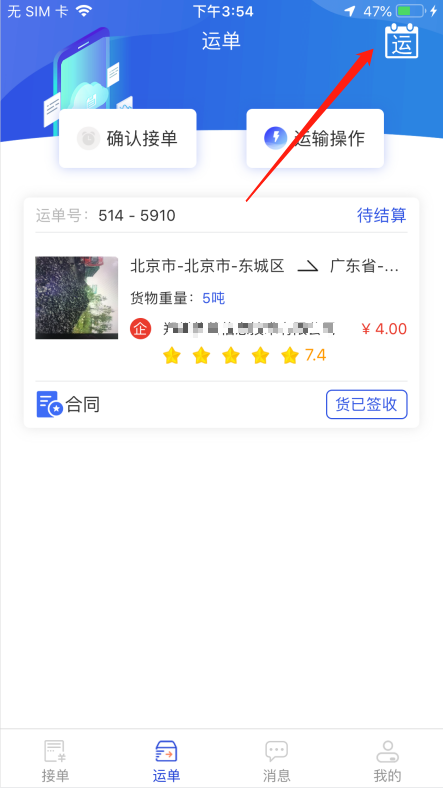 无 SIM 卡
下午3:54
47%
运单
运
确认接单
运输操作
运单号：514 - 5910
待结算
北京市-北京市-东城区
广东省-...
货物重量：5吨
企
¥ 4.00
7.4
合同
货已签收
接单
运单
消息
我的